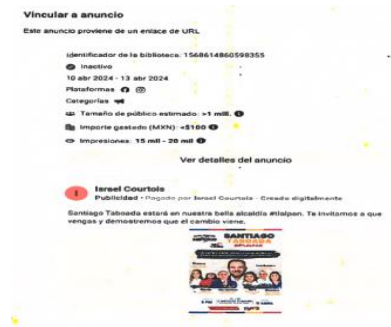 Vincular a anuncio
Este anuncio proviene de un enlace de URL
Identificador de la biblioteca: 1568614860598355
Inactivo
10 abr 2024 - 13 abr 2024
Plataformas
Categorías
Tamaño de público estimado: >1 mill.
Importe gastado (MXN): <$100
Impresiones: 15 mil - 20 mil
Ver detalles del anuncio
I
Israel Courtois
Publicidad • Pagado por Israel Courtois · Creado digitalmente
Santiago Taboada estará en nuestra bella alcaldía #tlalpan. Te invitamos a que
vengas y demostremos que el cambio viene.
SANTIAGO
TABOADA